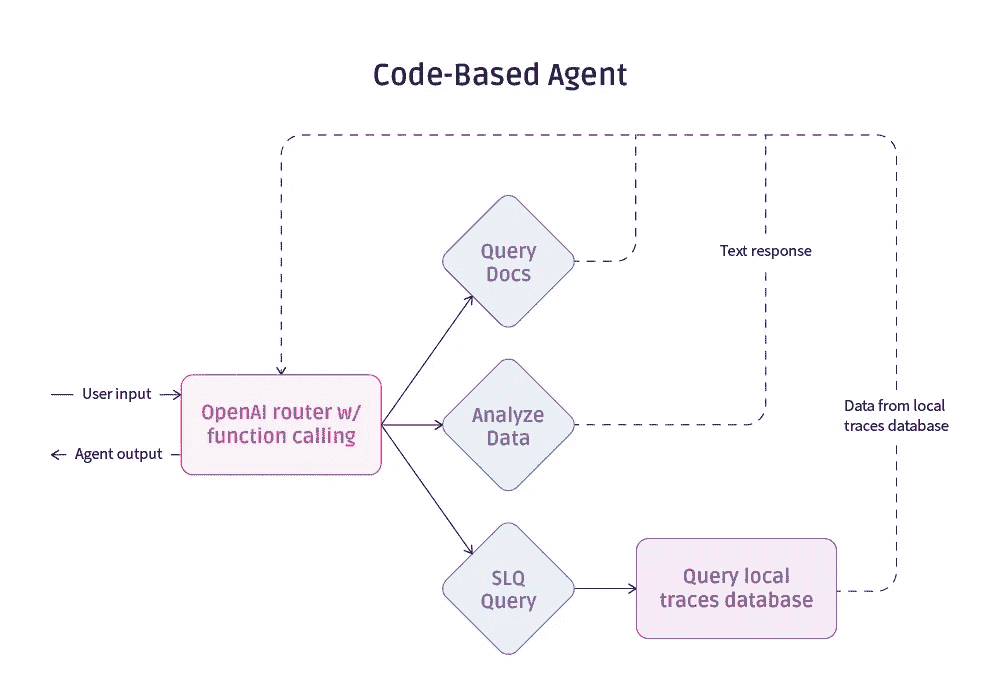 Code-Based Agent
Query
Docs
Text response
User input
OpenAI router w/
function calling
Analyze
Data
Data from local
traces database
Agent output
SLQ
Query
Query local
traces database